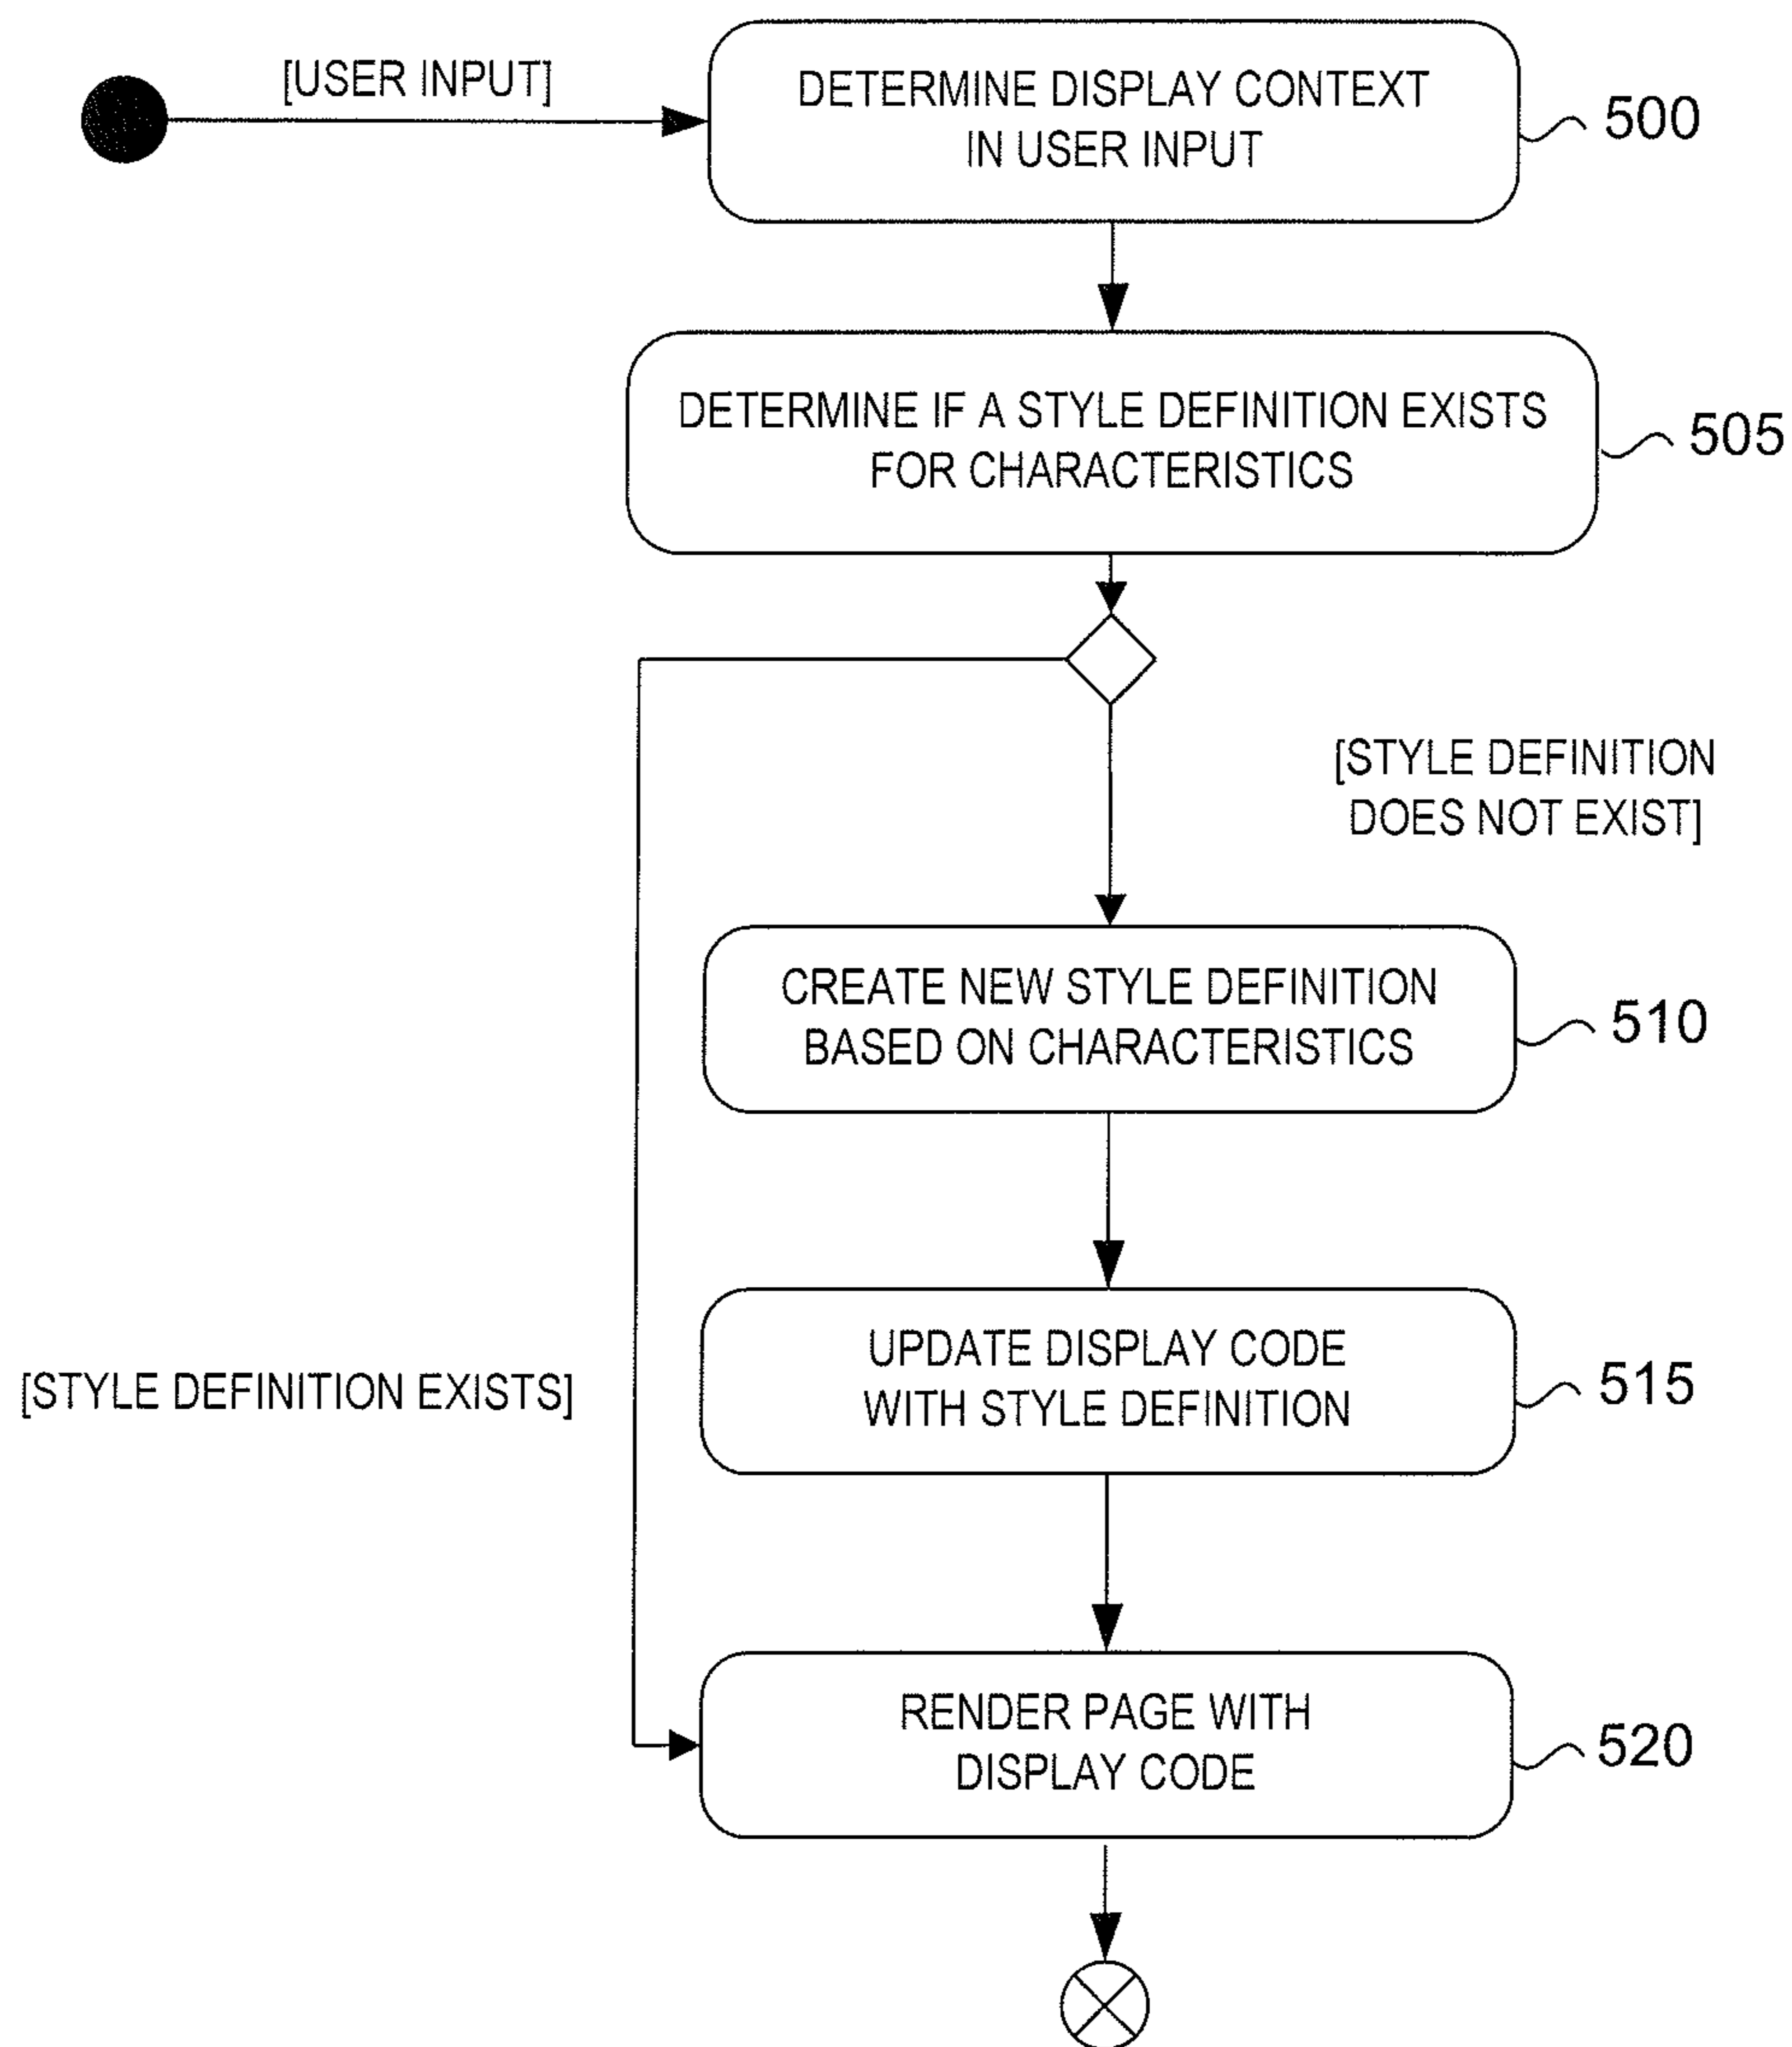 [USER INPUT]
DETERMINE DISPLAY CONTEXT
IN USER INPUT
500
DETERMINE IF A STYLE DEFINITION EXISTS
FOR CHARACTERISTICS
505
[STYLE DEFINITION
DOES NOT EXIST]
CREATE NEW STYLE DEFINITION
BASED ON CHARACTERISTICS
510
UPDATE DISPLAY CODE
WITH STYLE DEFINITION
515
[STYLE DEFINITION EXISTS]
RENDER PAGE WITH
DISPLAY CODE
520